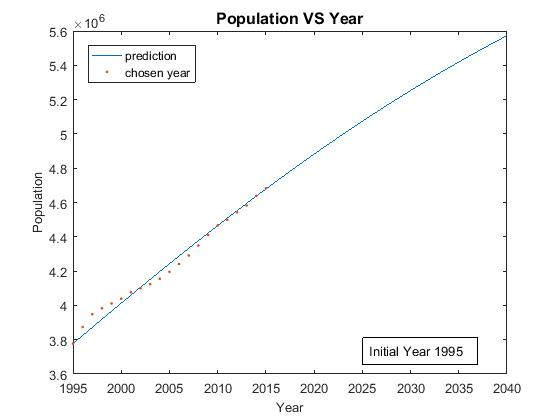 Population VS Year
×10^6
prediction
chosen year
5.6
5.4
5.2
5
4.8
4.6
4.4
4.2
4
3.8
3.6
Population
Initial Year 1995
1995 2000 2005 2010 2015 2020 2025 2030 2035 2040
Year